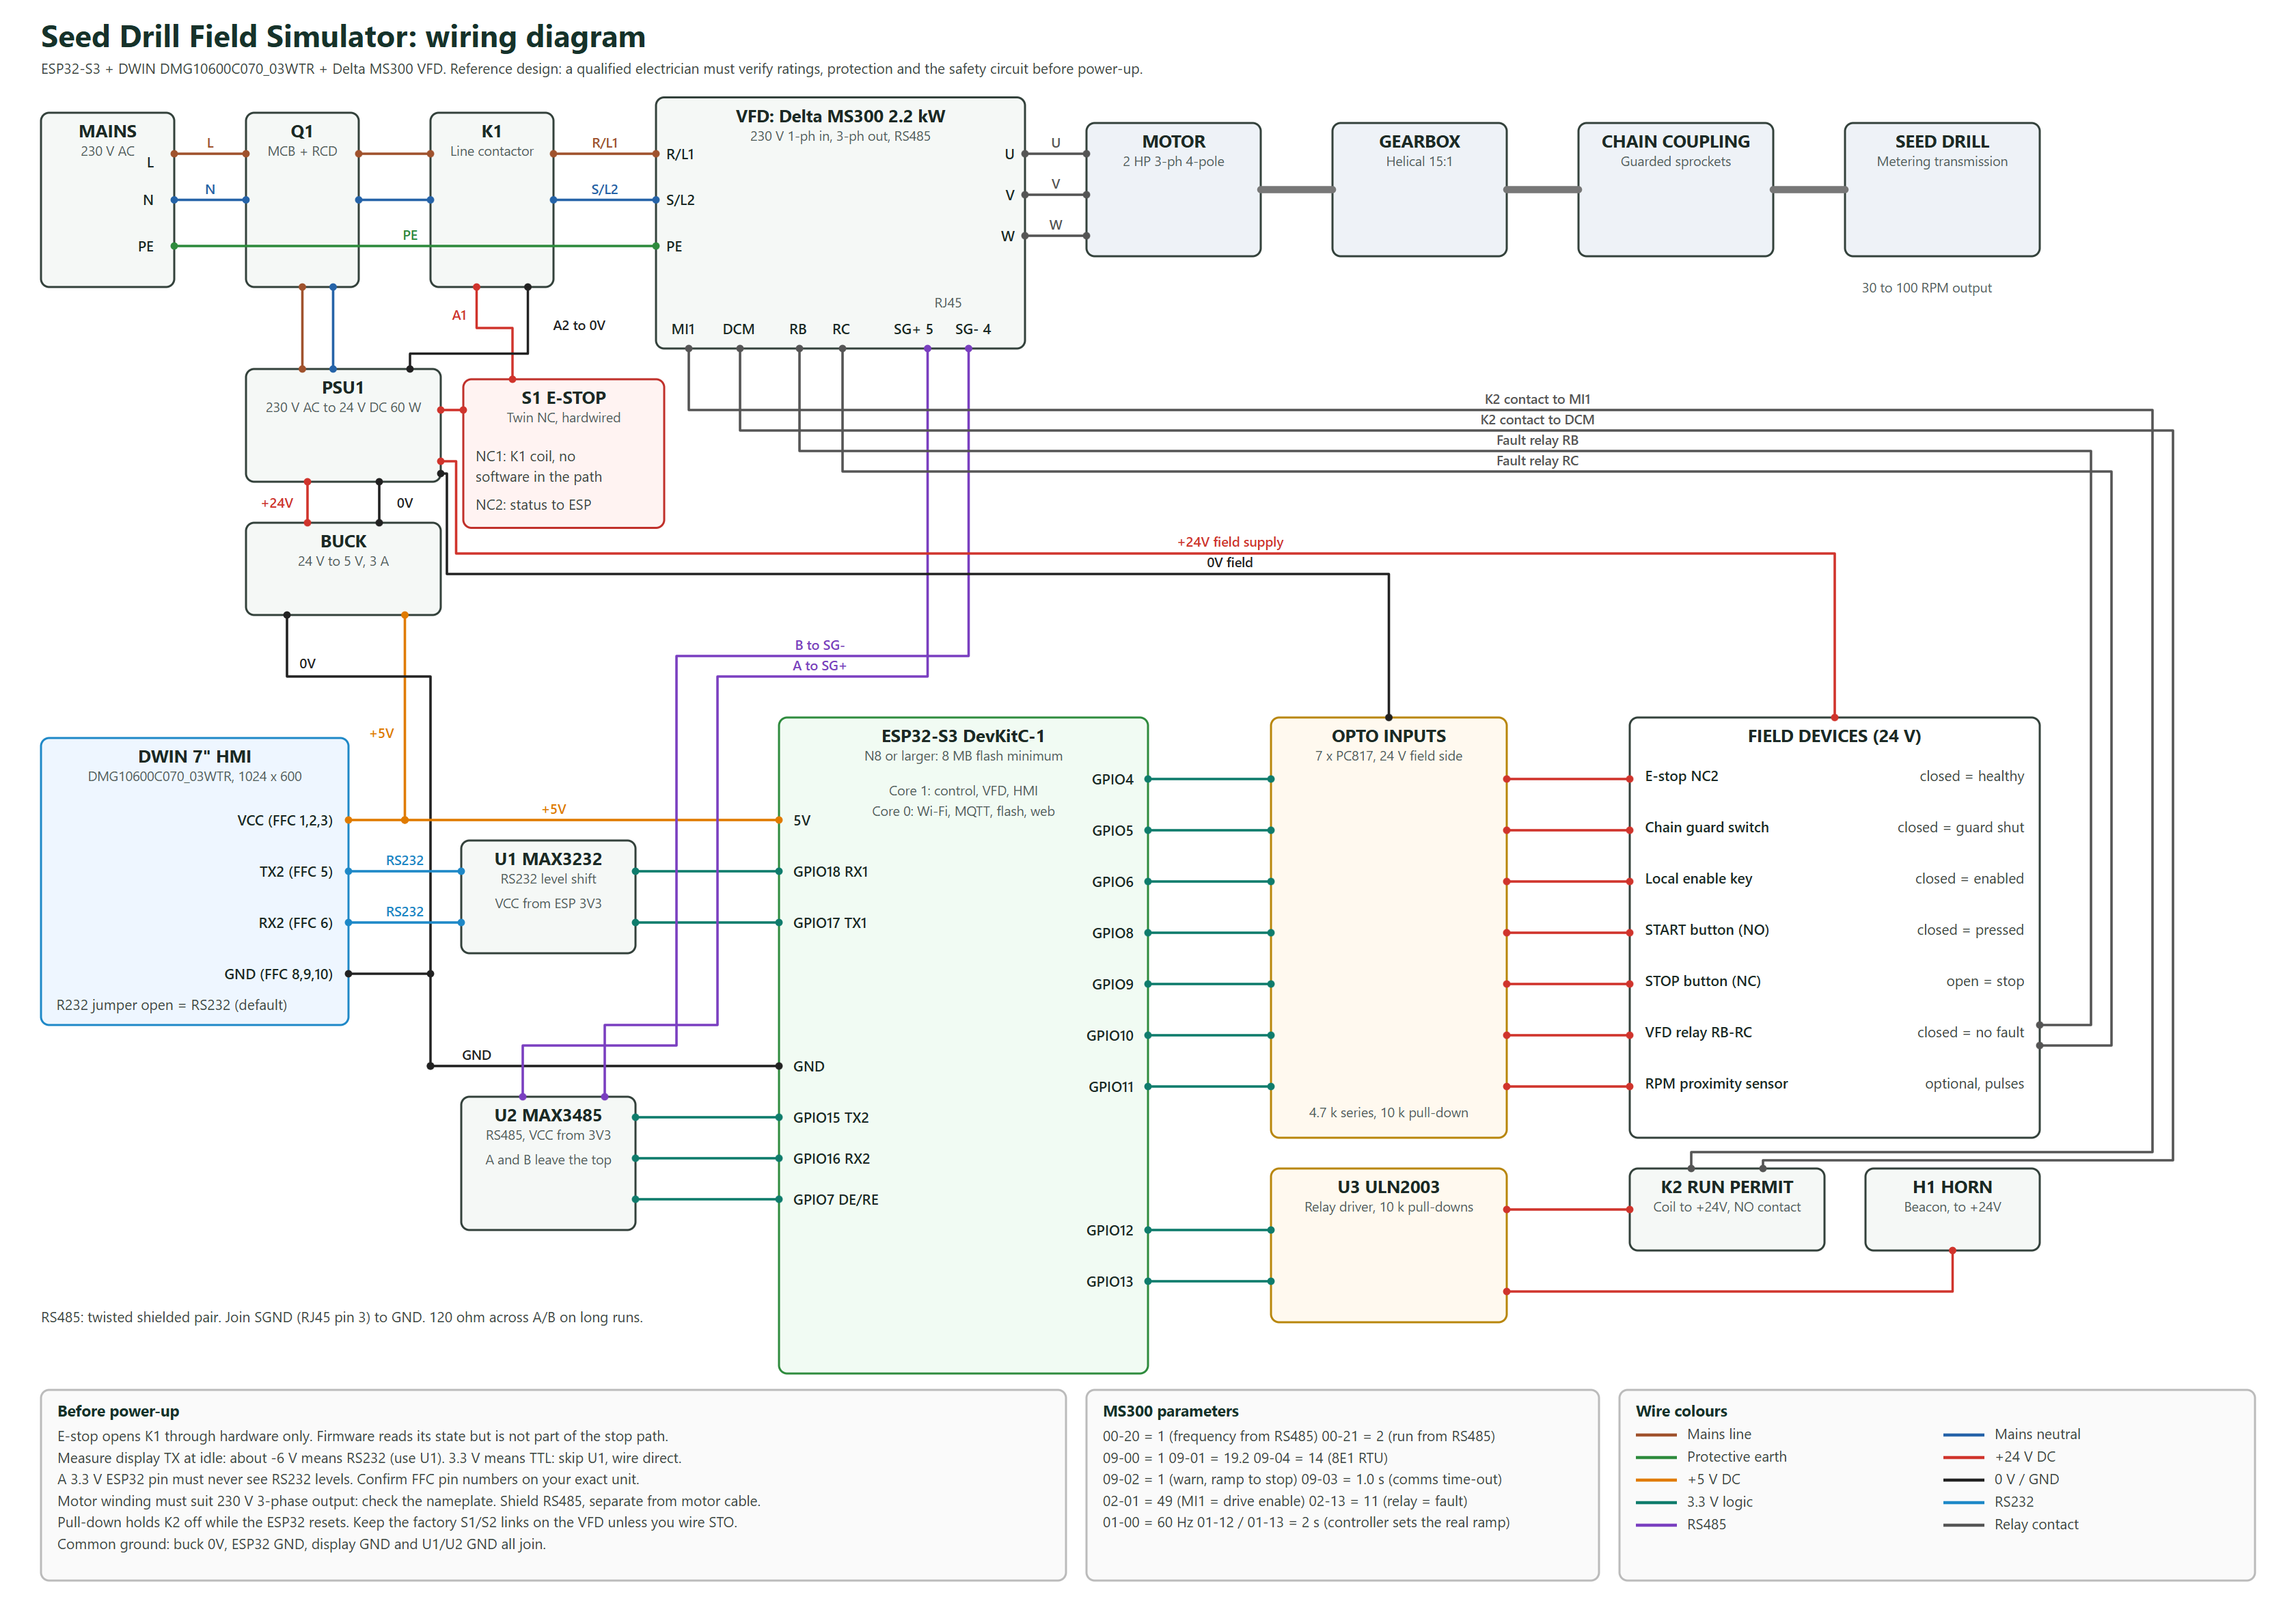 Seed Drill Field Simulator: wiring diagram
ESP32-S3 + DWIN DMG10600C070_03WTR + Delta MS300 VFD. Reference design: a qualified electrician must verify ratings, protection and the safety circuit before power-up.
MAINS
230 V AC
L
N
PE
L
N
PE
Q1
MCB + RCD
K1
Line contactor
R/L1
S/L2
VFD: Delta MS300 2.2 kW
230 V 1-ph in, 3-ph out, RS485
R/L1
S/L2
PE
U
V
W
RJ45
MI1
DCM
RB
RC
SG+ 5
SG- 4
U
V
W
MOTOR
2 HP 3-ph 4-pole
GEARBOX
Helical 15:1
CHAIN COUPLING
Guarded sprockets
SEED DRILL
Metering transmission
30 to 100 RPM output
A1
A2 to 0V
PSU1
230 V AC to 24 V DC 60 W
S1 E-STOP
Twin NC, hardwired
NC1: K1 coil, no
software in the path
NC2: status to ESP
K2 contact to MI1
K2 contact to DCM
Fault relay RB
Fault relay RC
+24V
0V
BUCK
24 V to 5 V, 3 A
+24V field supply
0V field
0V
B to SG-
A to SG+
+5V
DWIN 7" HMI
DMG10600C070_03WTR, 1024 x 600
VCC (FFC 1,2,3)
TX2 (FFC 5)
RX2 (FFC 6)
GND (FFC 8,9,10)
R232 jumper open = RS232 (default)
+5V
RS232
RS232
U1 MAX3232
RS232 level shift
VCC from ESP 3V3
GND
U2 MAX3485
RS485, VCC from 3V3
A and B leave the top
ESP32-S3 DevKitC-1
N8 or larger: 8 MB flash minimum
Core 1: control, VFD, HMI
Core 0: Wi-Fi, MQTT, flash, web
5V
GPIO18 RX1
GPIO17 TX1
GND
GPIO15 TX2
GPIO16 RX2
GPIO7 DE/RE
GPIO4
GPIO5
GPIO6
GPIO8
GPIO9
GPIO10
GPIO11
GPIO12
GPIO13
OPTO INPUTS
7 x PC817, 24 V field side
4.7 k series, 10 k pull-down
FIELD DEVICES (24 V)
E-stop NC2 closed = healthy
Chain guard switch closed = guard shut
Local enable key closed = enabled
START button (NO) closed = pressed
STOP button (NC) open = stop
VFD relay RB-RC closed = no fault
RPM proximity sensor optional, pulses
U3 ULN2003
Relay driver, 10 k pull-downs
K2 RUN PERMIT
Coil to +24V, NO contact
H1 HORN
Beacon, to +24V
RS485: twisted shielded pair. Join SGND (RJ45 pin 3) to GND. 120 ohm across A/B on long runs.
Before power-up
E-stop opens K1 through hardware only. Firmware reads its state but is not part of the stop path.
Measure display TX at idle: about -6 V means RS232 (use U1). 3.3 V means TTL: skip U1, wire direct.
A 3.3 V ESP32 pin must never see RS232 levels. Confirm FFC pin numbers on your exact unit.
Motor winding must suit 230 V 3-phase output: check the nameplate. Shield RS485, separate from motor cable.
Pull-down holds K2 off while the ESP32 resets. Keep the factory S1/S2 links on the VFD unless you wire STO.
Common ground: buck 0V, ESP32 GND, display GND and U1/U2 GND all join.
MS300 parameters
00-20 = 1 (frequency from RS485) 00-21 = 2 (run from RS485)
09-00 = 1 09-01 = 19.2 09-04 = 14 (8E1 RTU)
09-02 = 1 (warn, ramp to stop) 09-03 = 1.0 s (comms time-out)
02-01 = 49 (MI1 = drive enable) 02-13 = 11 (relay = fault)
01-00 = 60 Hz 01-12 / 01-13 = 2 s (controller sets the real ramp)
Wire colours
Mains line
Mains neutral
Protective earth
+24 V DC
+5 V DC
0 V / GND
3.3 V logic
RS232
RS485
Relay contact